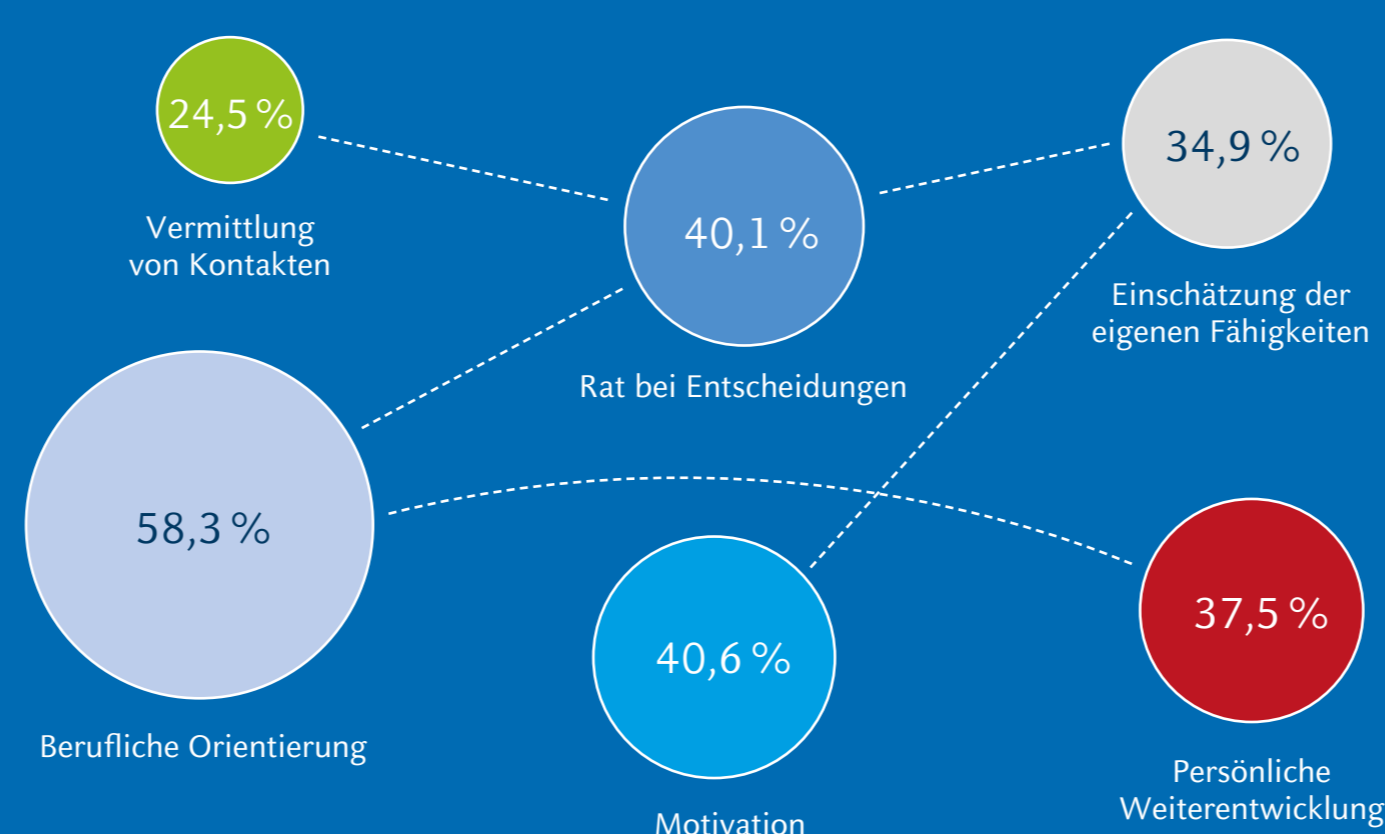 24,5 %
Vermittlung
von Kontakten
40,1 %
Rat bei Entscheidungen
34,9 %
Einschätzung der
eigenen Fähigkeiten
58,3 %
Berufliche Orientierung
40,6 %
Motivation
37,5 %
Persönliche
Weiterentwicklung